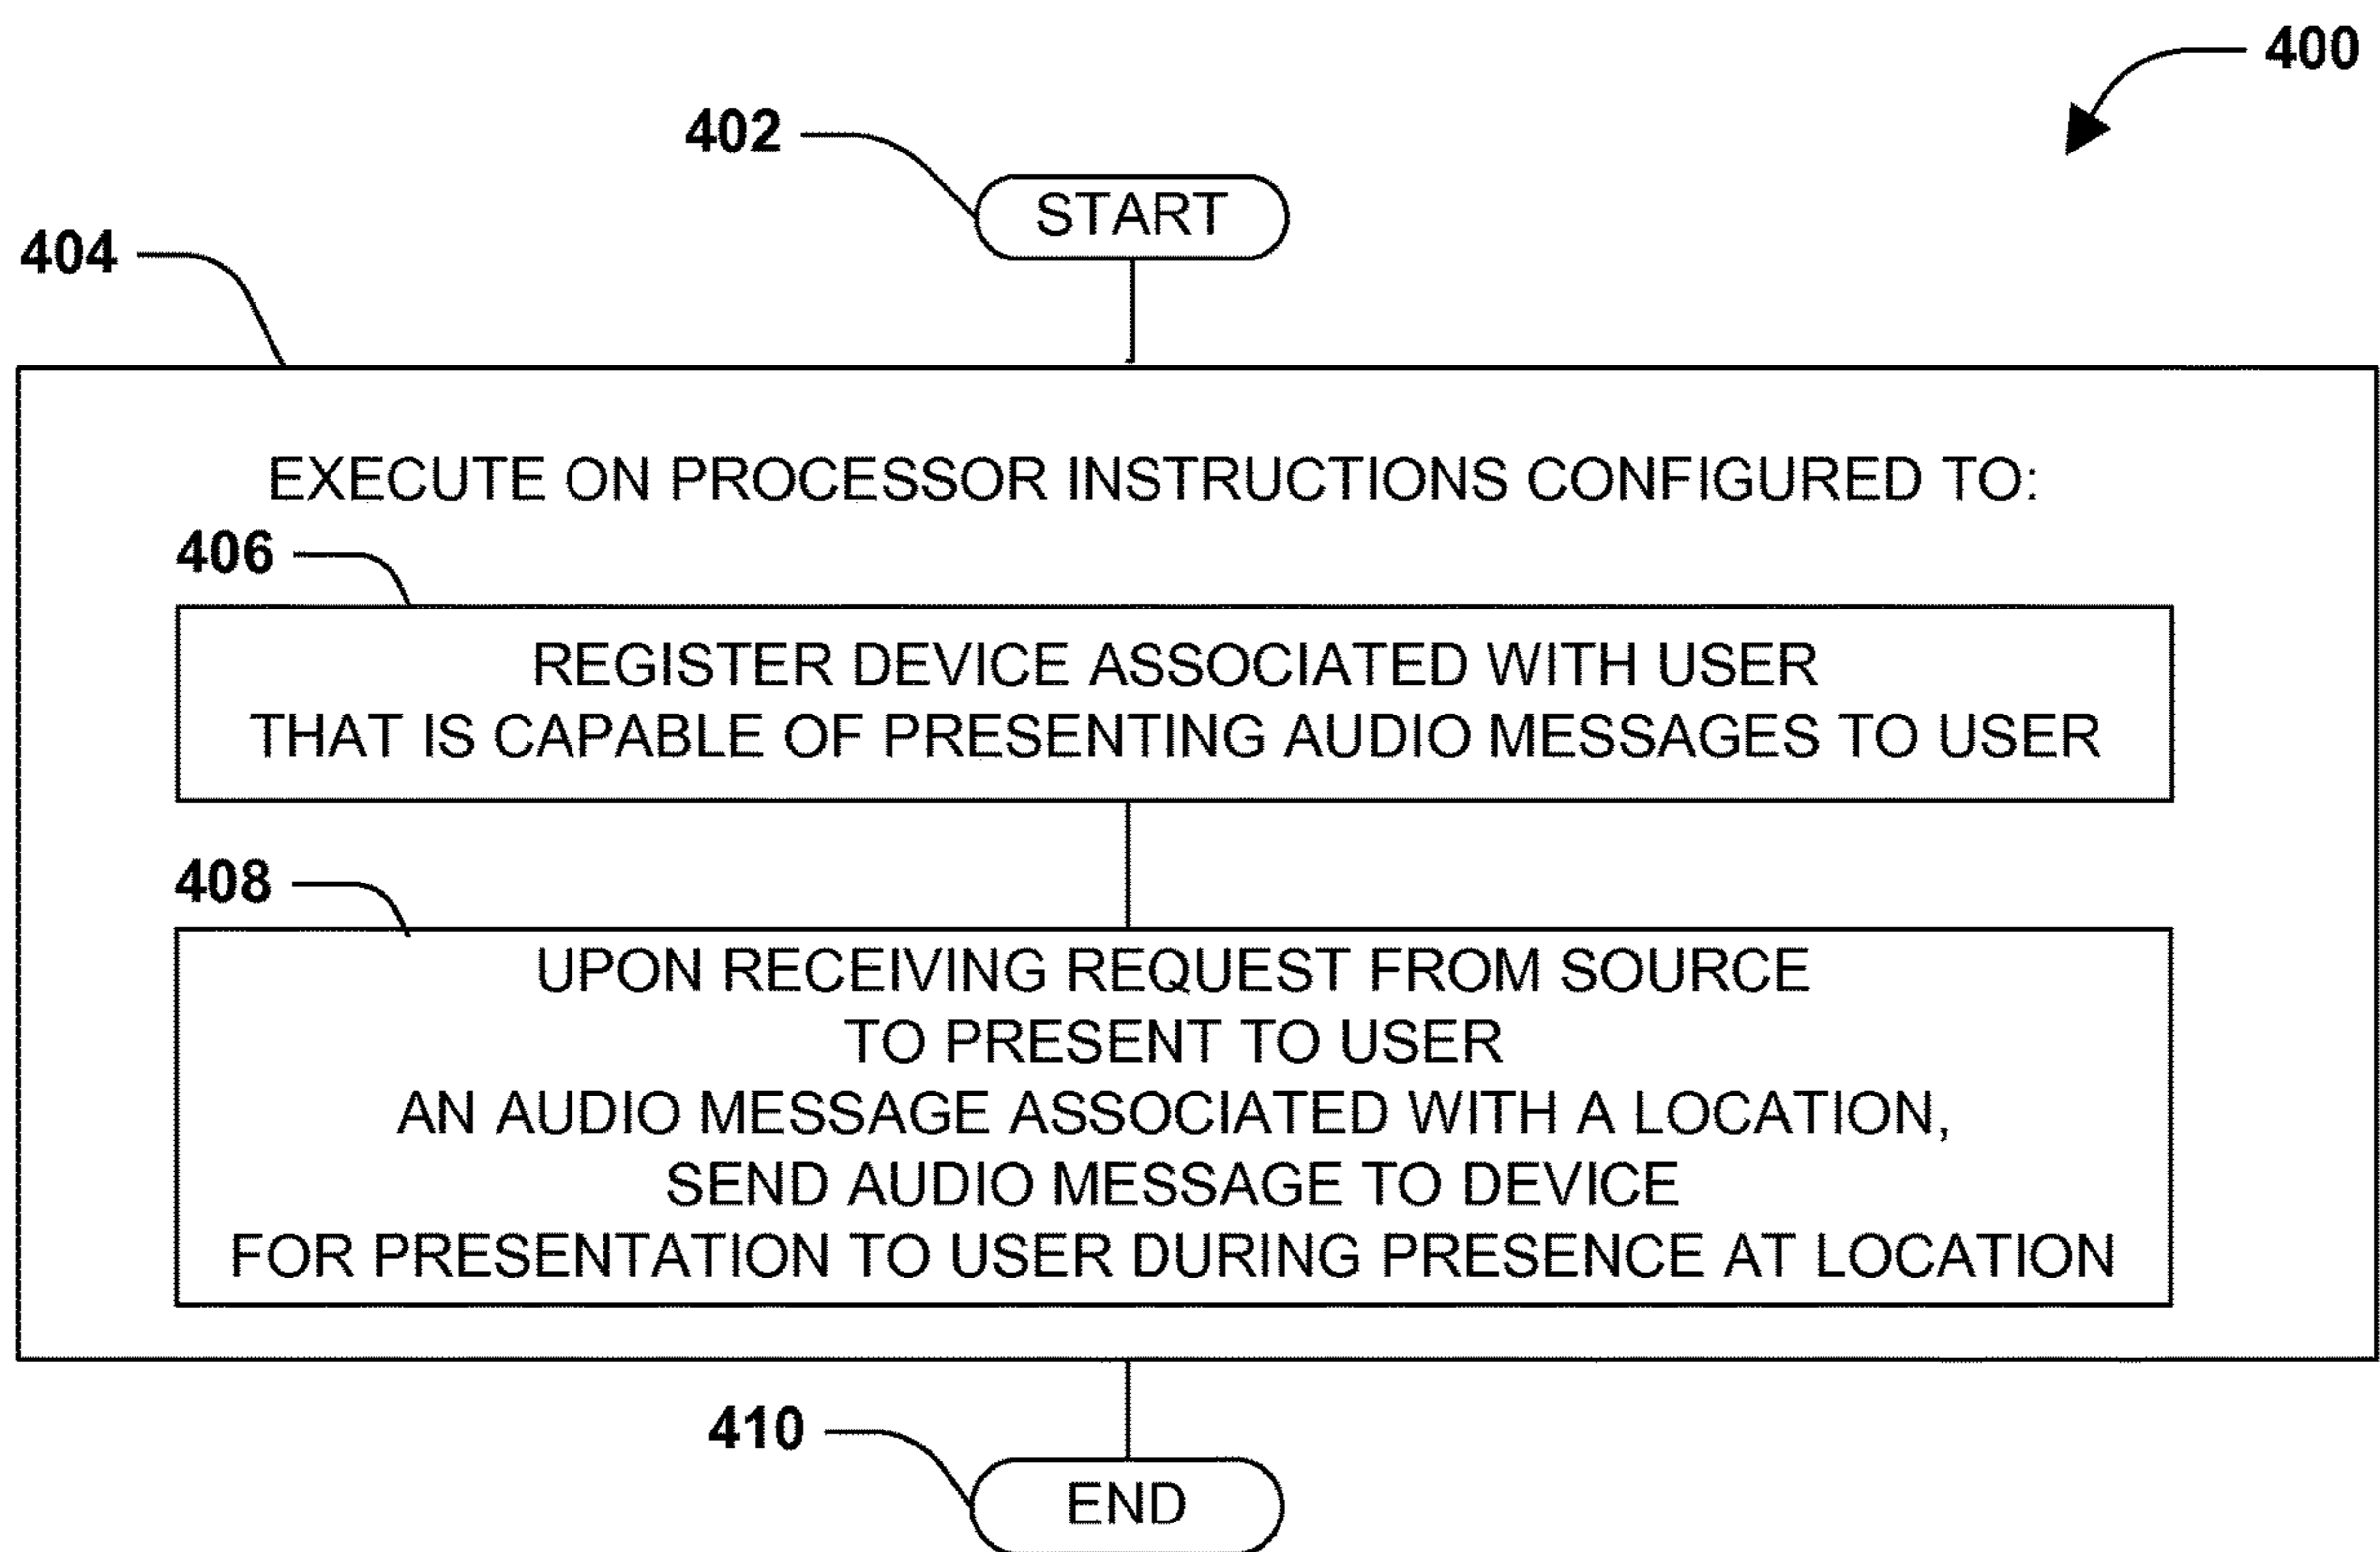 400
402
START
404
EXECUTE ON PROCESSOR INSTRUCTIONS CONFIGURED TO:
406
REGISTER DEVICE ASSOCIATED WITH USER
THAT IS CAPABLE OF PRESENTING AUDIO MESSAGES TO USER
408
UPON RECEIVING REQUEST FROM SOURCE
TO PRESENT TO USER
AN AUDIO MESSAGE ASSOCIATED WITH A LOCATION,
SEND AUDIO MESSAGE TO DEVICE
FOR PRESENTATION TO USER DURING PRESENCE AT LOCATION
410
END